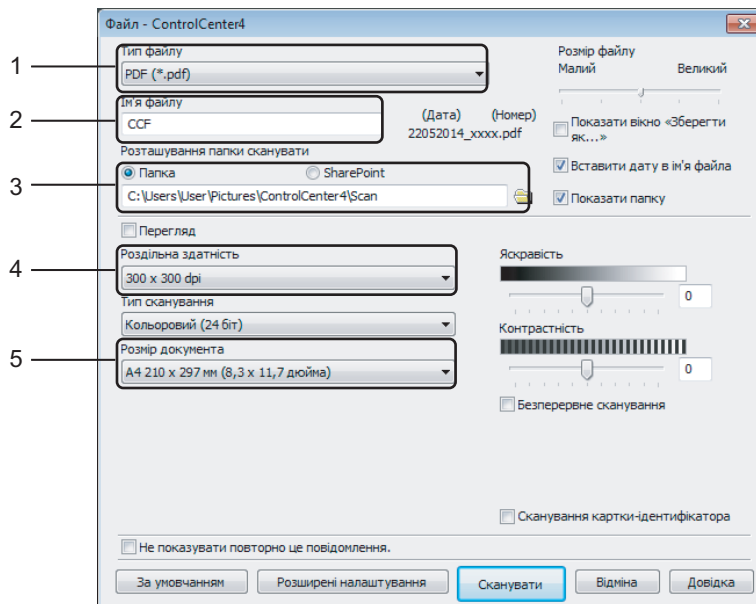 Файл - ControlCenter4
1
Тип файлу
PDF (*.pdf)
Розмір файлу
Малий Великий
2
Ім'я файлу
CCF
(Дата) (Номер)
22052014_xxxx.pdf
Показати вікно «Зберегти
як...»
Вставити дату в ім'я файла
Показати папку
3
Розташування папки сканувати
Папка SharePoint
C:\Users\User\Pictures\ControlCenter4\Scan
Перегляд
4
Роздільна здатність
300 x 300 dpi
Тип сканування
Кольоровий (24 біт)
5
Розмір документа
A4 210 x 297 мм (8,3 x 11,7 дюйма)
Яскравість
0
Контрастність
0
Безперервне сканування
Сканування картки-ідентифікатора
Не показувати повторно це повідомлення.
За умовчанням Розширені налаштування Сканувати Відміна Довідка